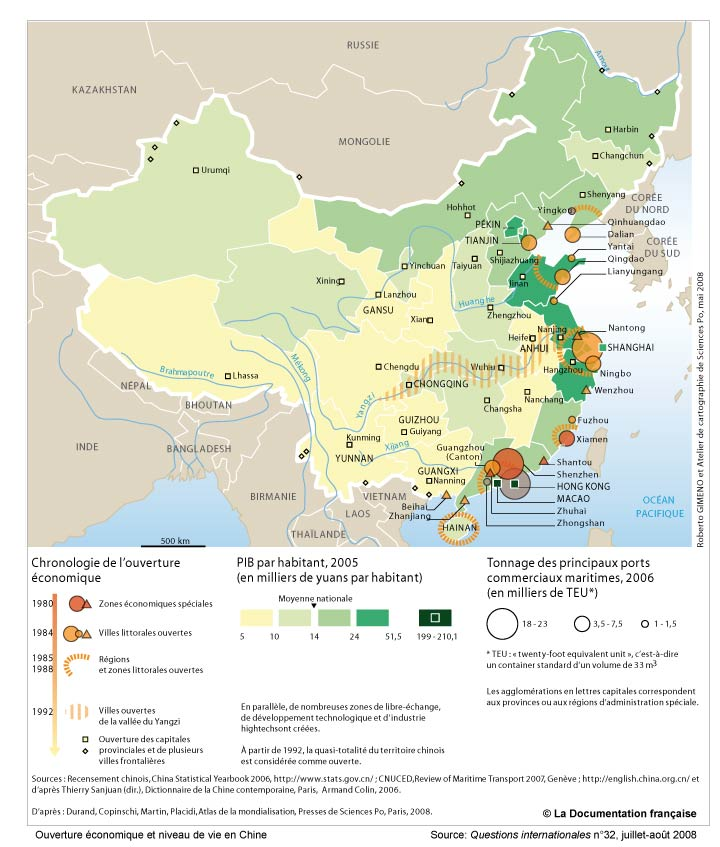 RUSSIE
Amour
KAZAKHSTAN
Harbin
MONGOLIE
Changchun
Urumqi
Shenyang
CORÉE
DU NORD
Yingkou
Hohhot
Qinhuangdao
PÉKIN
Dalian
TIANJIN
CORÉE
DU SUD
Yantai
Shijiazhuang
Qingdao
Yinchuan
Taiyuan
Lianyungang
Xining
Jinan
Lanzhou
Huanghe
GANSU
Zhengzhou
Xian
Nantong
Nanjing
Heifei
SHANGHAI
ANHUI
Brahmapoutre
Mékong
Chengdu
Wuhiu
Hangzhou
Ningbo
Lhassa
CHONGQING
Wenzhou
NÉPAL
Yangzi
Nanchang
Changsha
BHOUTAN
Fuzhou
GUIZHOU
Guiyang
Xiamen
Kunming
INDE
BANGLADESH
Xijiang
Guangzhou
(Canton)
YUNNAN
Shantou
GUANGXI
Shenzhen
Nanning
HONG KONG
BIRMANIE
VIETNAM
MACAO
OCÉAN
PACIFIQUE
LAOS
Beihai
Zhuhai
Zhanjiang
Zhongshan
HAINAN
THAÏLANDE
500 km
Roberto GIMENO et Atelier de cartographie de Sciences Po, mai 2008
Chronologie de l'ouverture
économique
1980
Zones économiques spéciales
1984
Villes littorales ouvertes
1985
1988
Régions
et zones littorales ouvertes
1992
Villes ouvertes
de la vallée du Yangzi
Ouverture des capitales
provinciales et de plusieurs
villes frontalières
PIB par habitant, 2005
(en milliers de yuans par habitant)
Moyenne nationale
5 10 14 24 51,5 199 - 210,1
En parallèle, de nombreuses zones de libre-échange,
de développement technologique et d'industrie
hightechsont créées.
À partir de 1992, la quasi-totalité du territoire chinois
est considérée comme ouverte.
Tonnage des principaux ports
commerciaux maritimes, 2006
(en milliers de TEU*)
18 - 23 3,5 - 7,5 1 - 1,5
* TEU : « twenty-foot equivalent unit », c'est-à-dire
un container standard d'un volume de 33 m3
Les agglomérations en lettres capitales correspondent
aux provinces ou aux régions d'administration spéciale.
Sources : Recensement chinois, China Statistical Yearbook 2006, http://www.stats.gov.cn/ ; CNUCED,Review of Maritime Transport 2007, Genève ; http://english.china.org.cn/ et
d'après Thierry Sanjuan (dir.), Dictionnaire de la Chine contemporaine, Paris, Armand Colin, 2006.
D'après : Durand, Copinschi, Martin, Placidi, Atlas de la mondialisation, Presses de Sciences Po, Paris, 2008.
© La Documentation française
Ouverture économique et niveau de vie en Chine
Source: Questions internationales n°32, juillet-août 2008